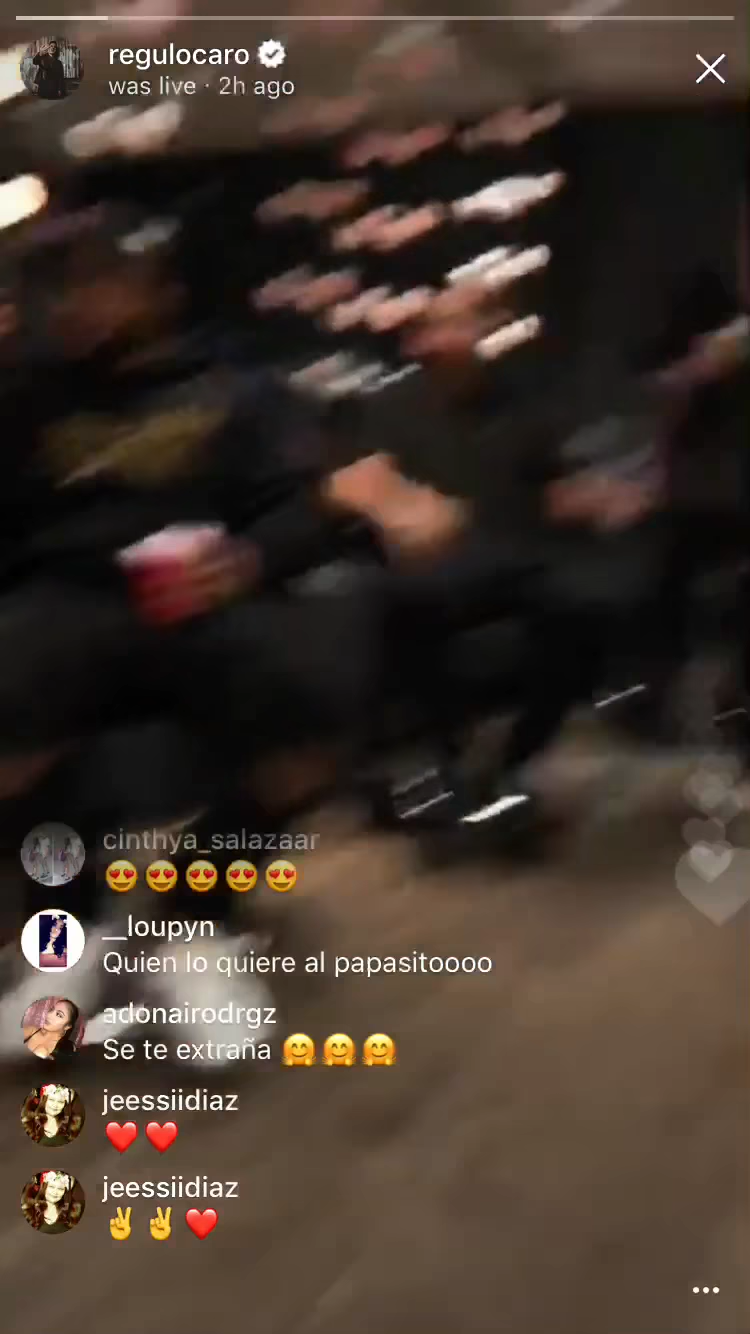 regulocaro
was live · 2h ago
cinthya_salazaar
😍😍😍😍😍
__loupyn
Quien lo quiere al papasitoooo
adonairodrgz
Se te extraña 🤗🤗🤗
jeessiidiaz
❤️❤️
jeessiidiaz
✌️✌️❤️